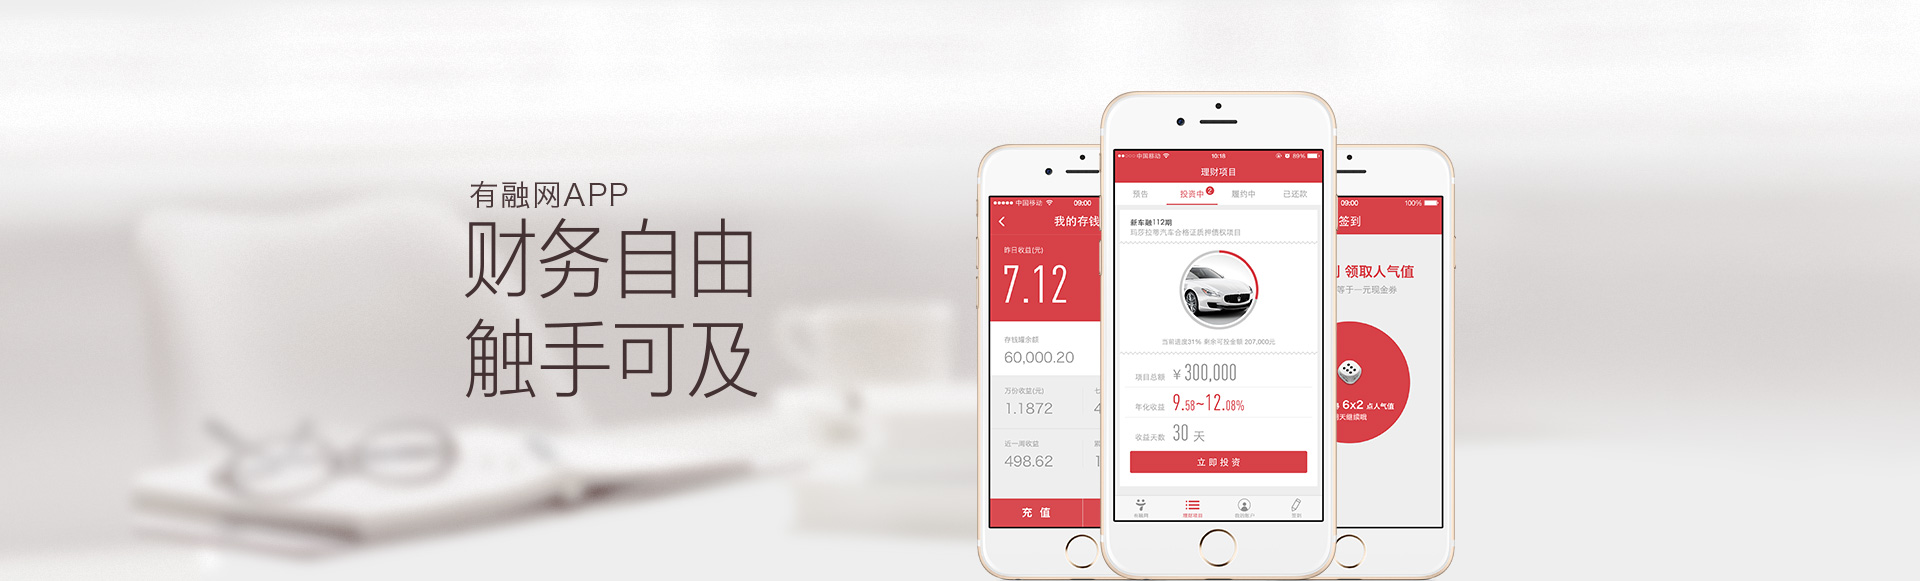 有融网APP
财务自由
触手可及
中国移动
09:00
我的存钱
昨日收益(元)
7.12
存钱罐余额
60,000.20
万份收益(元)
七
1.1872
4
近一周收益
498.62
1
充 值
中国移动
10:18
89%
理财项目
预告
投资中
2
履约中
已还款
新车融112期
玛莎拉蒂汽车合格证质押债权项目
当前进度31% 剩余可投金额 207,000元
项目总额 ¥300,000
年化收益 9.58~12.08%
收益天数 30 天
立即投资
有融网
理财项目
我的账户
签到
09:00
100%
签到
领取人气值
等于一元现金券
6x2 点人气值
天继续哦